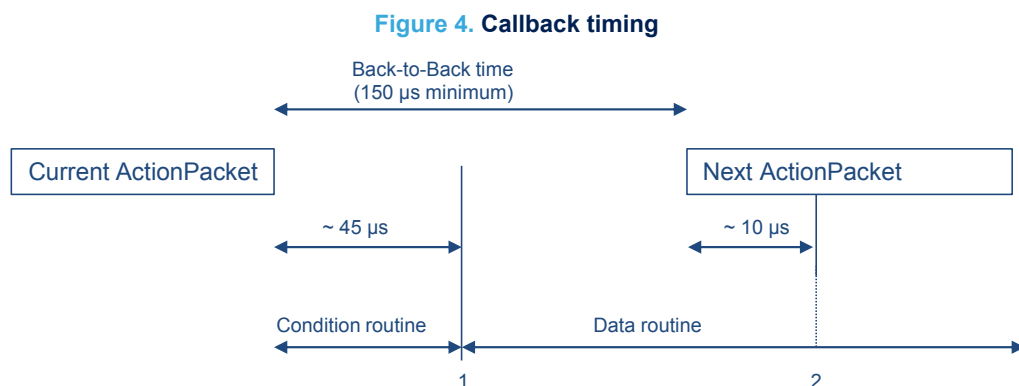 Figure 4. Callback timing
Back-to-Back time
(150 µs minimum)
Current ActionPacket
Next ActionPacket
~ 45 µs
~ 10 µs
Condition routine
Data routine
1
2